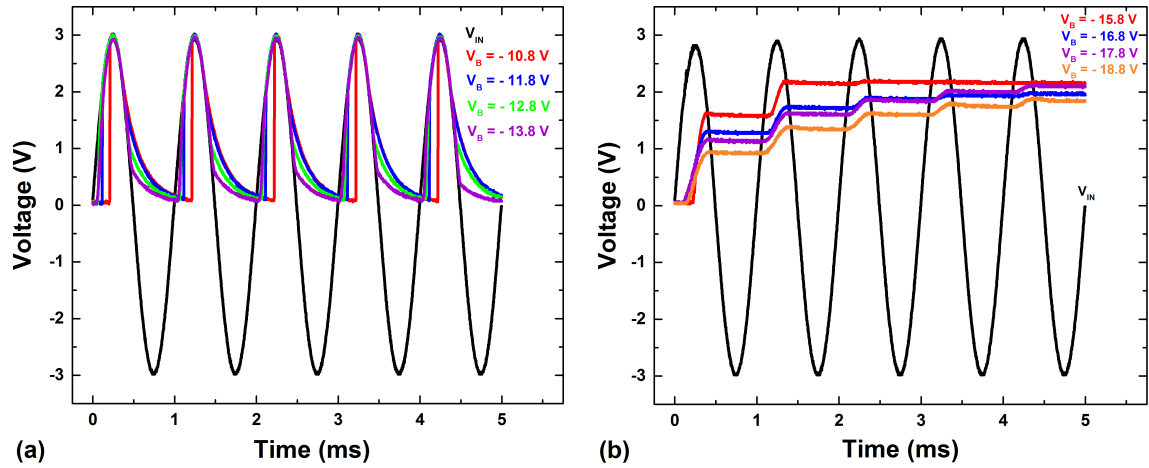 V_IN
V_B = - 10.8 V
V_B = - 11.8 V
V_B = - 12.8 V
V_B = - 13.8 V
3
2
1
0
-1
-2
-3
Voltage (V)
0 1 2 3 4 5
Time (ms)
(a)
V_B = - 15.8 V
V_B = - 16.8 V
V_B = - 17.8 V
V_B = - 18.8 V
3
2
1
0
-1
-2
-3
Voltage (V)
V_IN
0 1 2 3 4 5
Time (ms)
(b)